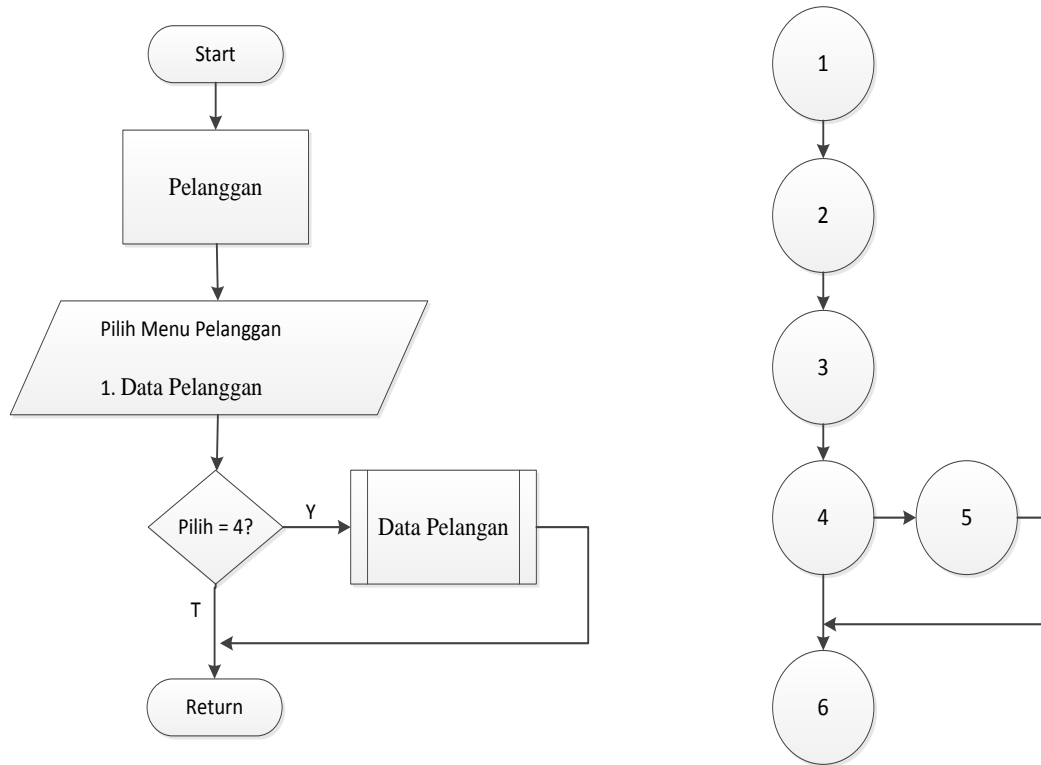 Start
Pelanggan
Pilih Menu Pelanggan
1. Data Pelanggan
Pilih = 4?
Y
Data Pelangan
T
Return
1
2
3
4
5
6